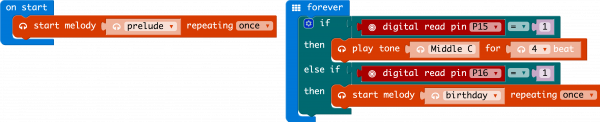 on start
start melody prelude repeating once
forever
if digital read pin P15 = 1
then play tone Middle C for 4 beat
else if digital read pin P16 = 1
then start melody birthday repeating once